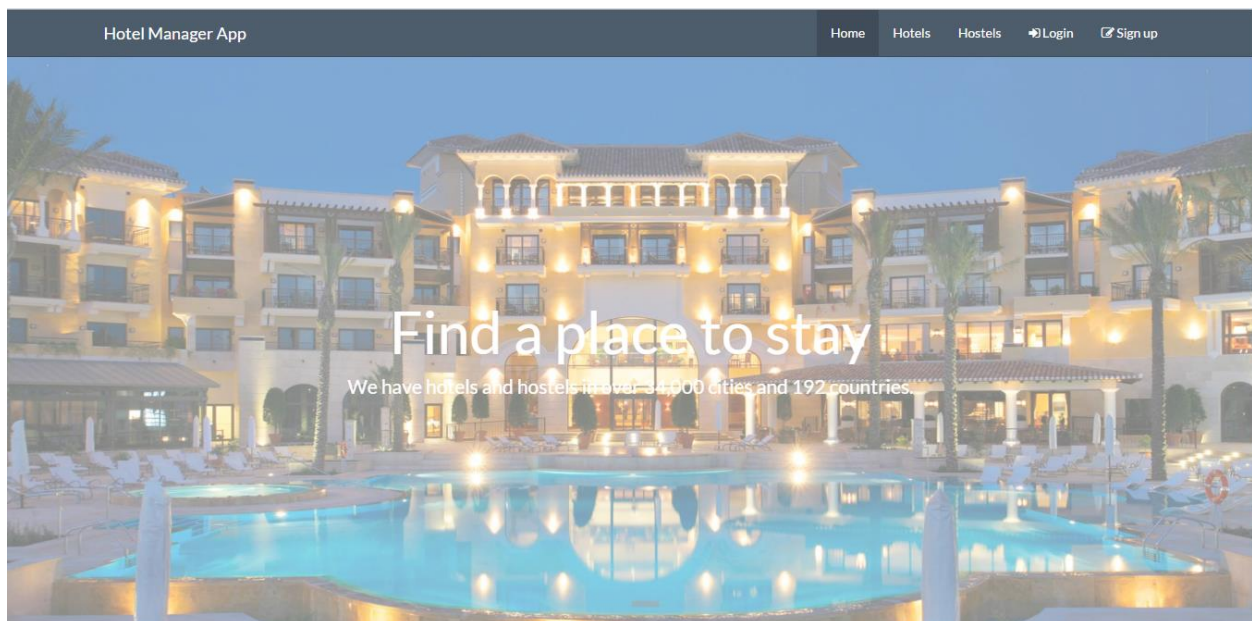 Hotel Manager App
Home Hotels Hostels Login Sign up
Find a place to stay
We have hotels and hostels in over 34,000 cities and 192 countries.